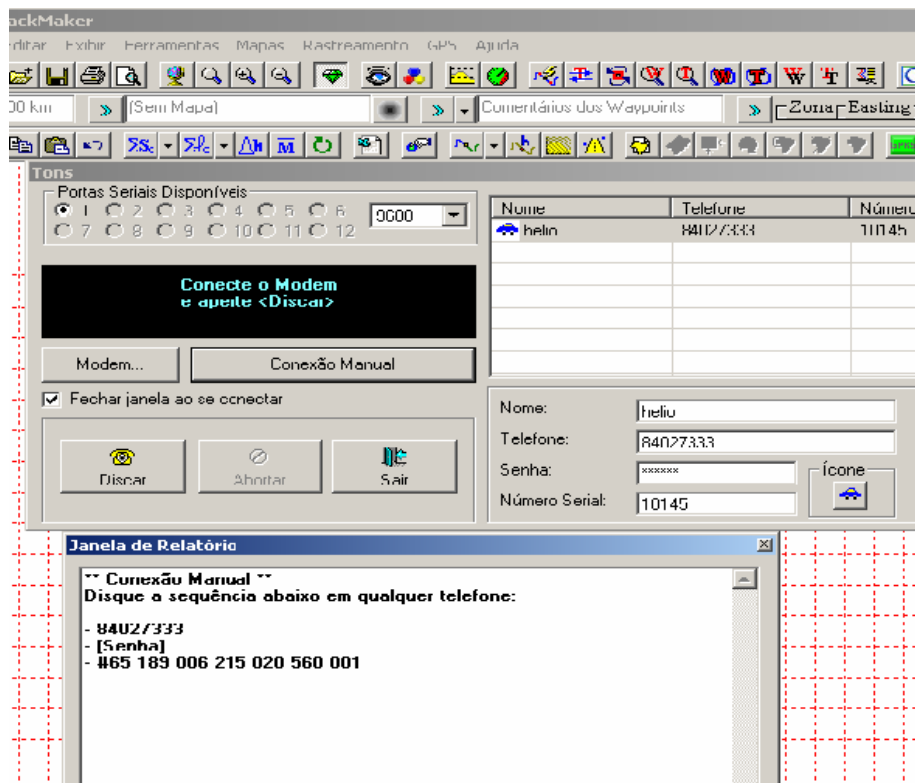 ackMaker
ditar Exibir Ferramentas Mapas Rastreamento GPS Ajuda
00 km (Sem Mapa) Comentários dos Waypoints Zona Easting
Tons
Portas Seriais Disponíveis
1 2 3 4 5 6 9600
7 8 9 10 11 12
Nome Telefone Número
helio 84027333 10145
Conecte o Modem
e aperte <Discar>
Modem... Conexão Manual
Fechar janela ao se conectar
Discar Abortar Sair
Nome: helio
Telefone: 84027333
Senha: ×××××× Ícone
Número Serial: 10145
Janela de Relatório
** Conexão Manual **
Disque a sequência abaixo em qualquer telefone:
- 84027333
- [Senha]
- #65 189 006 215 020 560 001